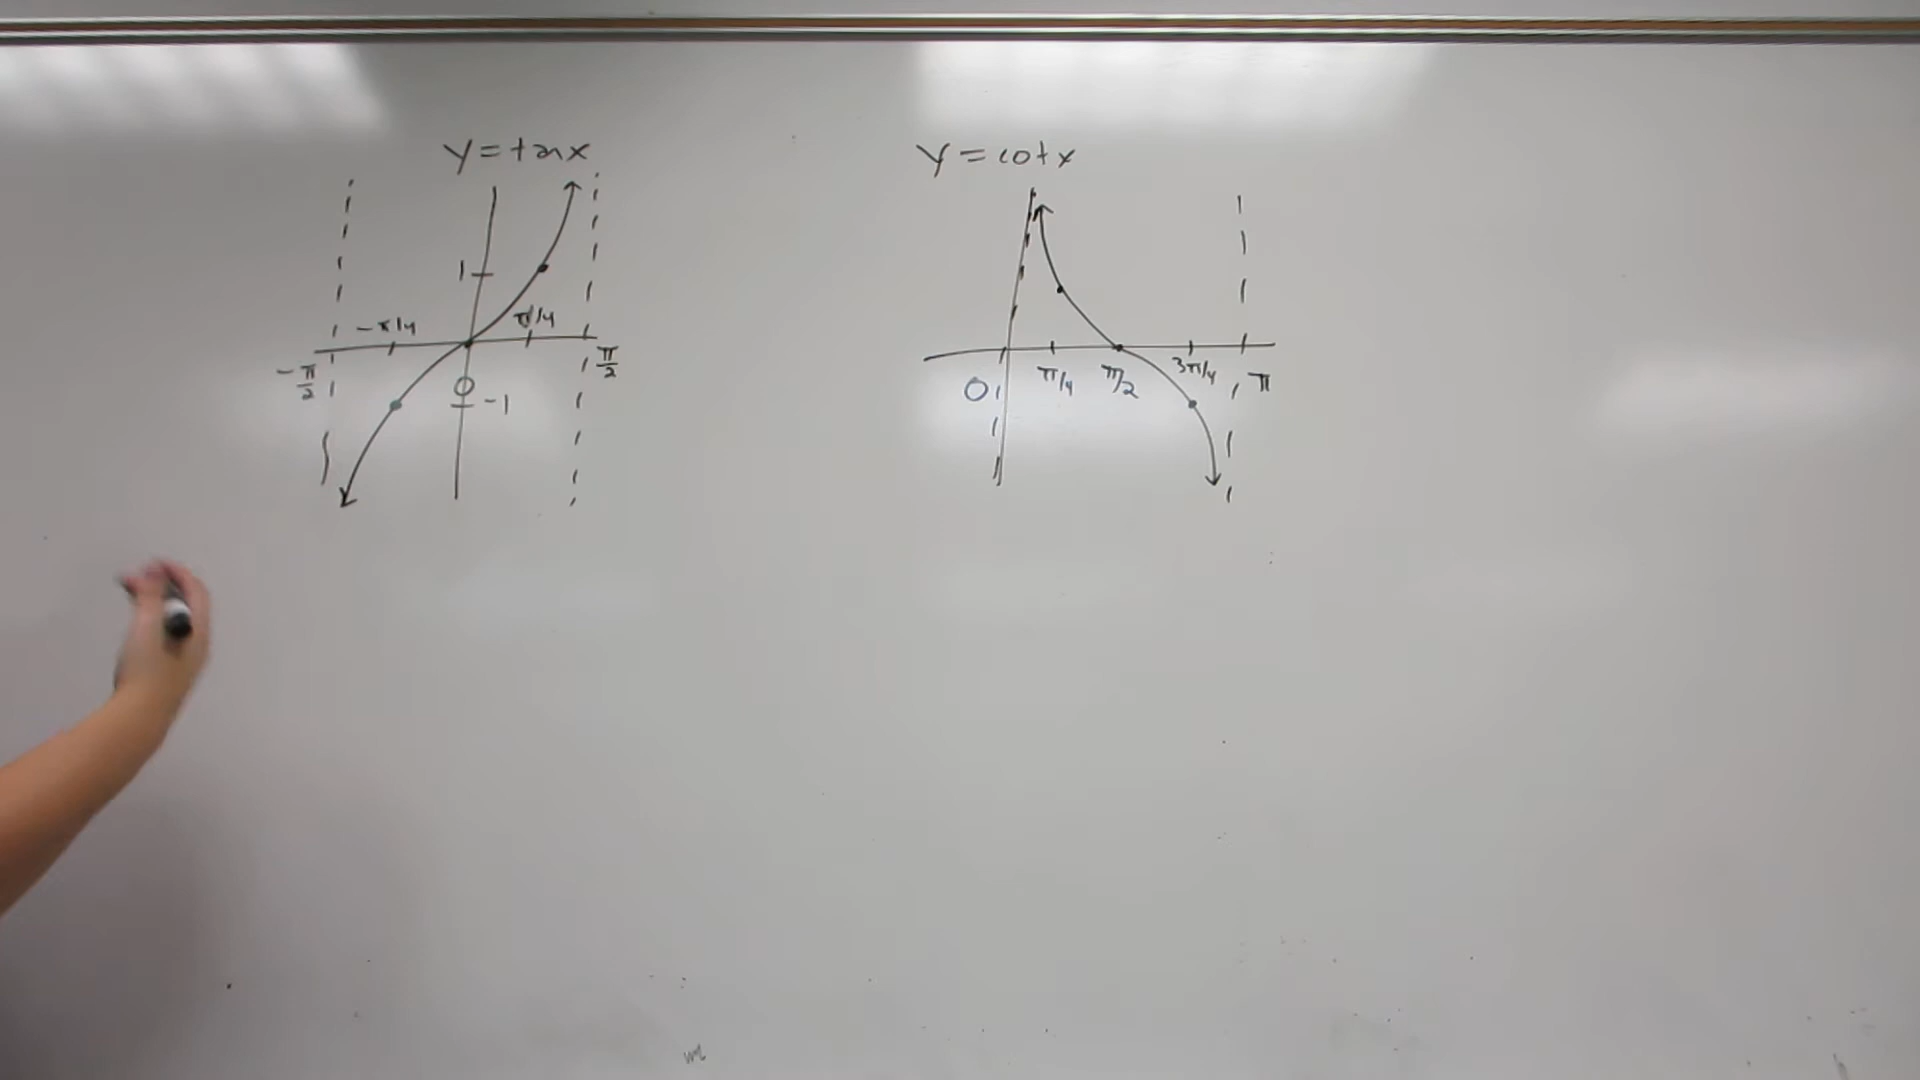 y = tan x
1
-π/4
π/4
-π/2
π/2
0
-1
y = cot x
0
π/4
π/2
3π/4
π